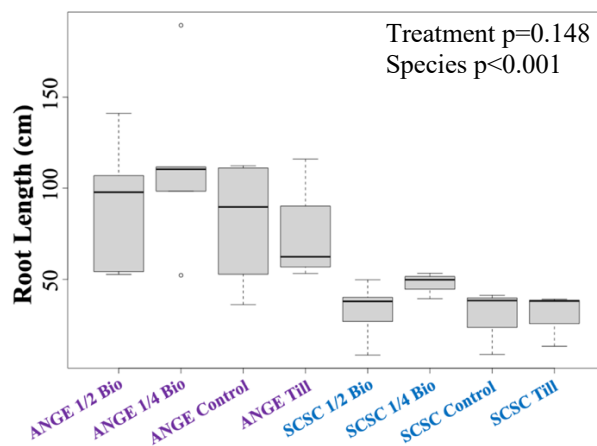 Treatment p=0.148
Species p<0.001
Root Length (cm)
150
100
50
ANGE 1/2 Bio
ANGE 1/4 Bio
ANGE Control
ANGE Till
SCSC 1/2 Bio
SCSC 1/4 Bio
SCSC Control
SCSC Till